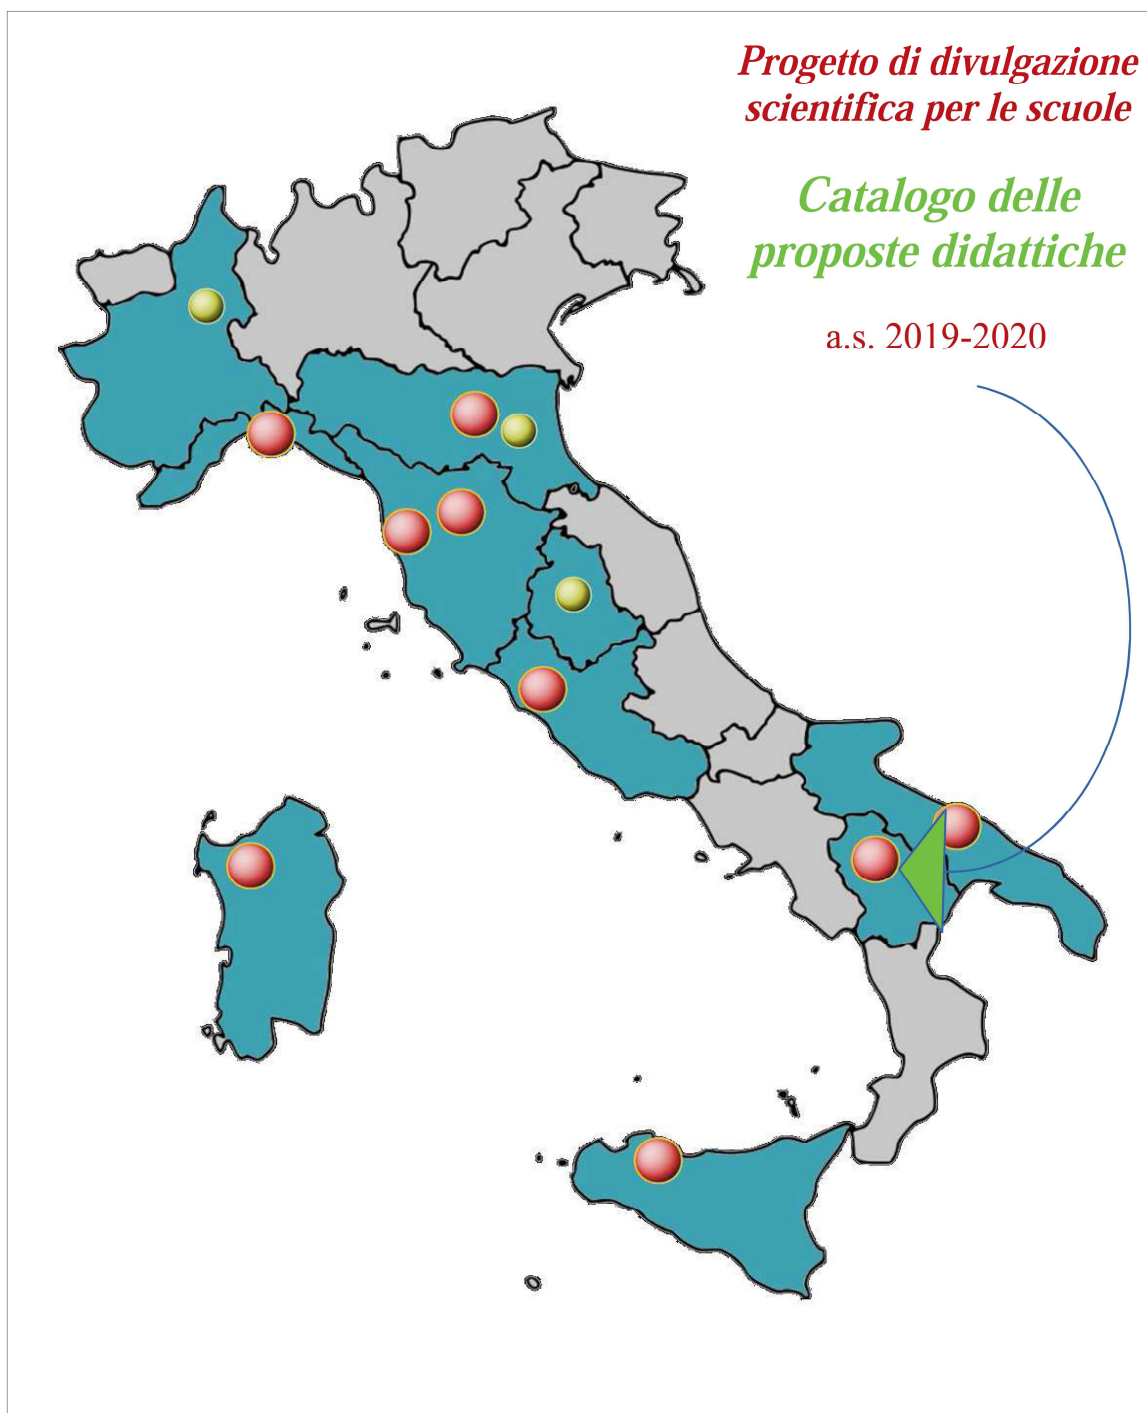 Progetto di divulgazione
scientifica per le scuole
Catalogo delle
proposte didattiche
a.s. 2019-2020